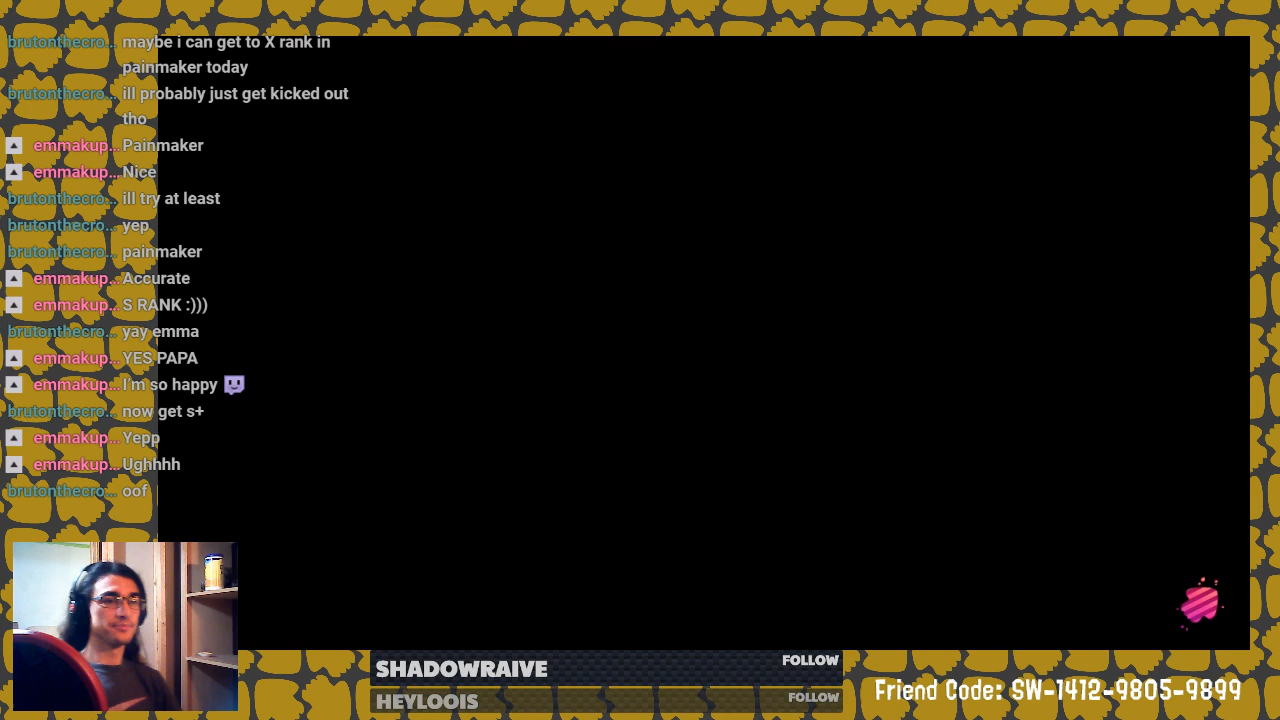 brutonthecro... maybe i can get to X rank in
painmaker today
brutonthecro... ill probably just get kicked out
tho
emmakup... Painmaker
emmakup... Nice
brutonthecro... ill try at least
brutonthecro... yep
brutonthecro... painmaker
emmakup... Accurate
emmakup... S RANK :)))
brutonthecro... yay emma
emmakup... YES PAPA
emmakup... I'm so happy
brutonthecro... now get s+
emmakup... Yepp
emmakup... Ughhhh
brutonthecro... oof
SHADOWRAIVE FOLLOW
HEYLOOIS FOLLOW
Friend Code: SW-1412-9805-9899